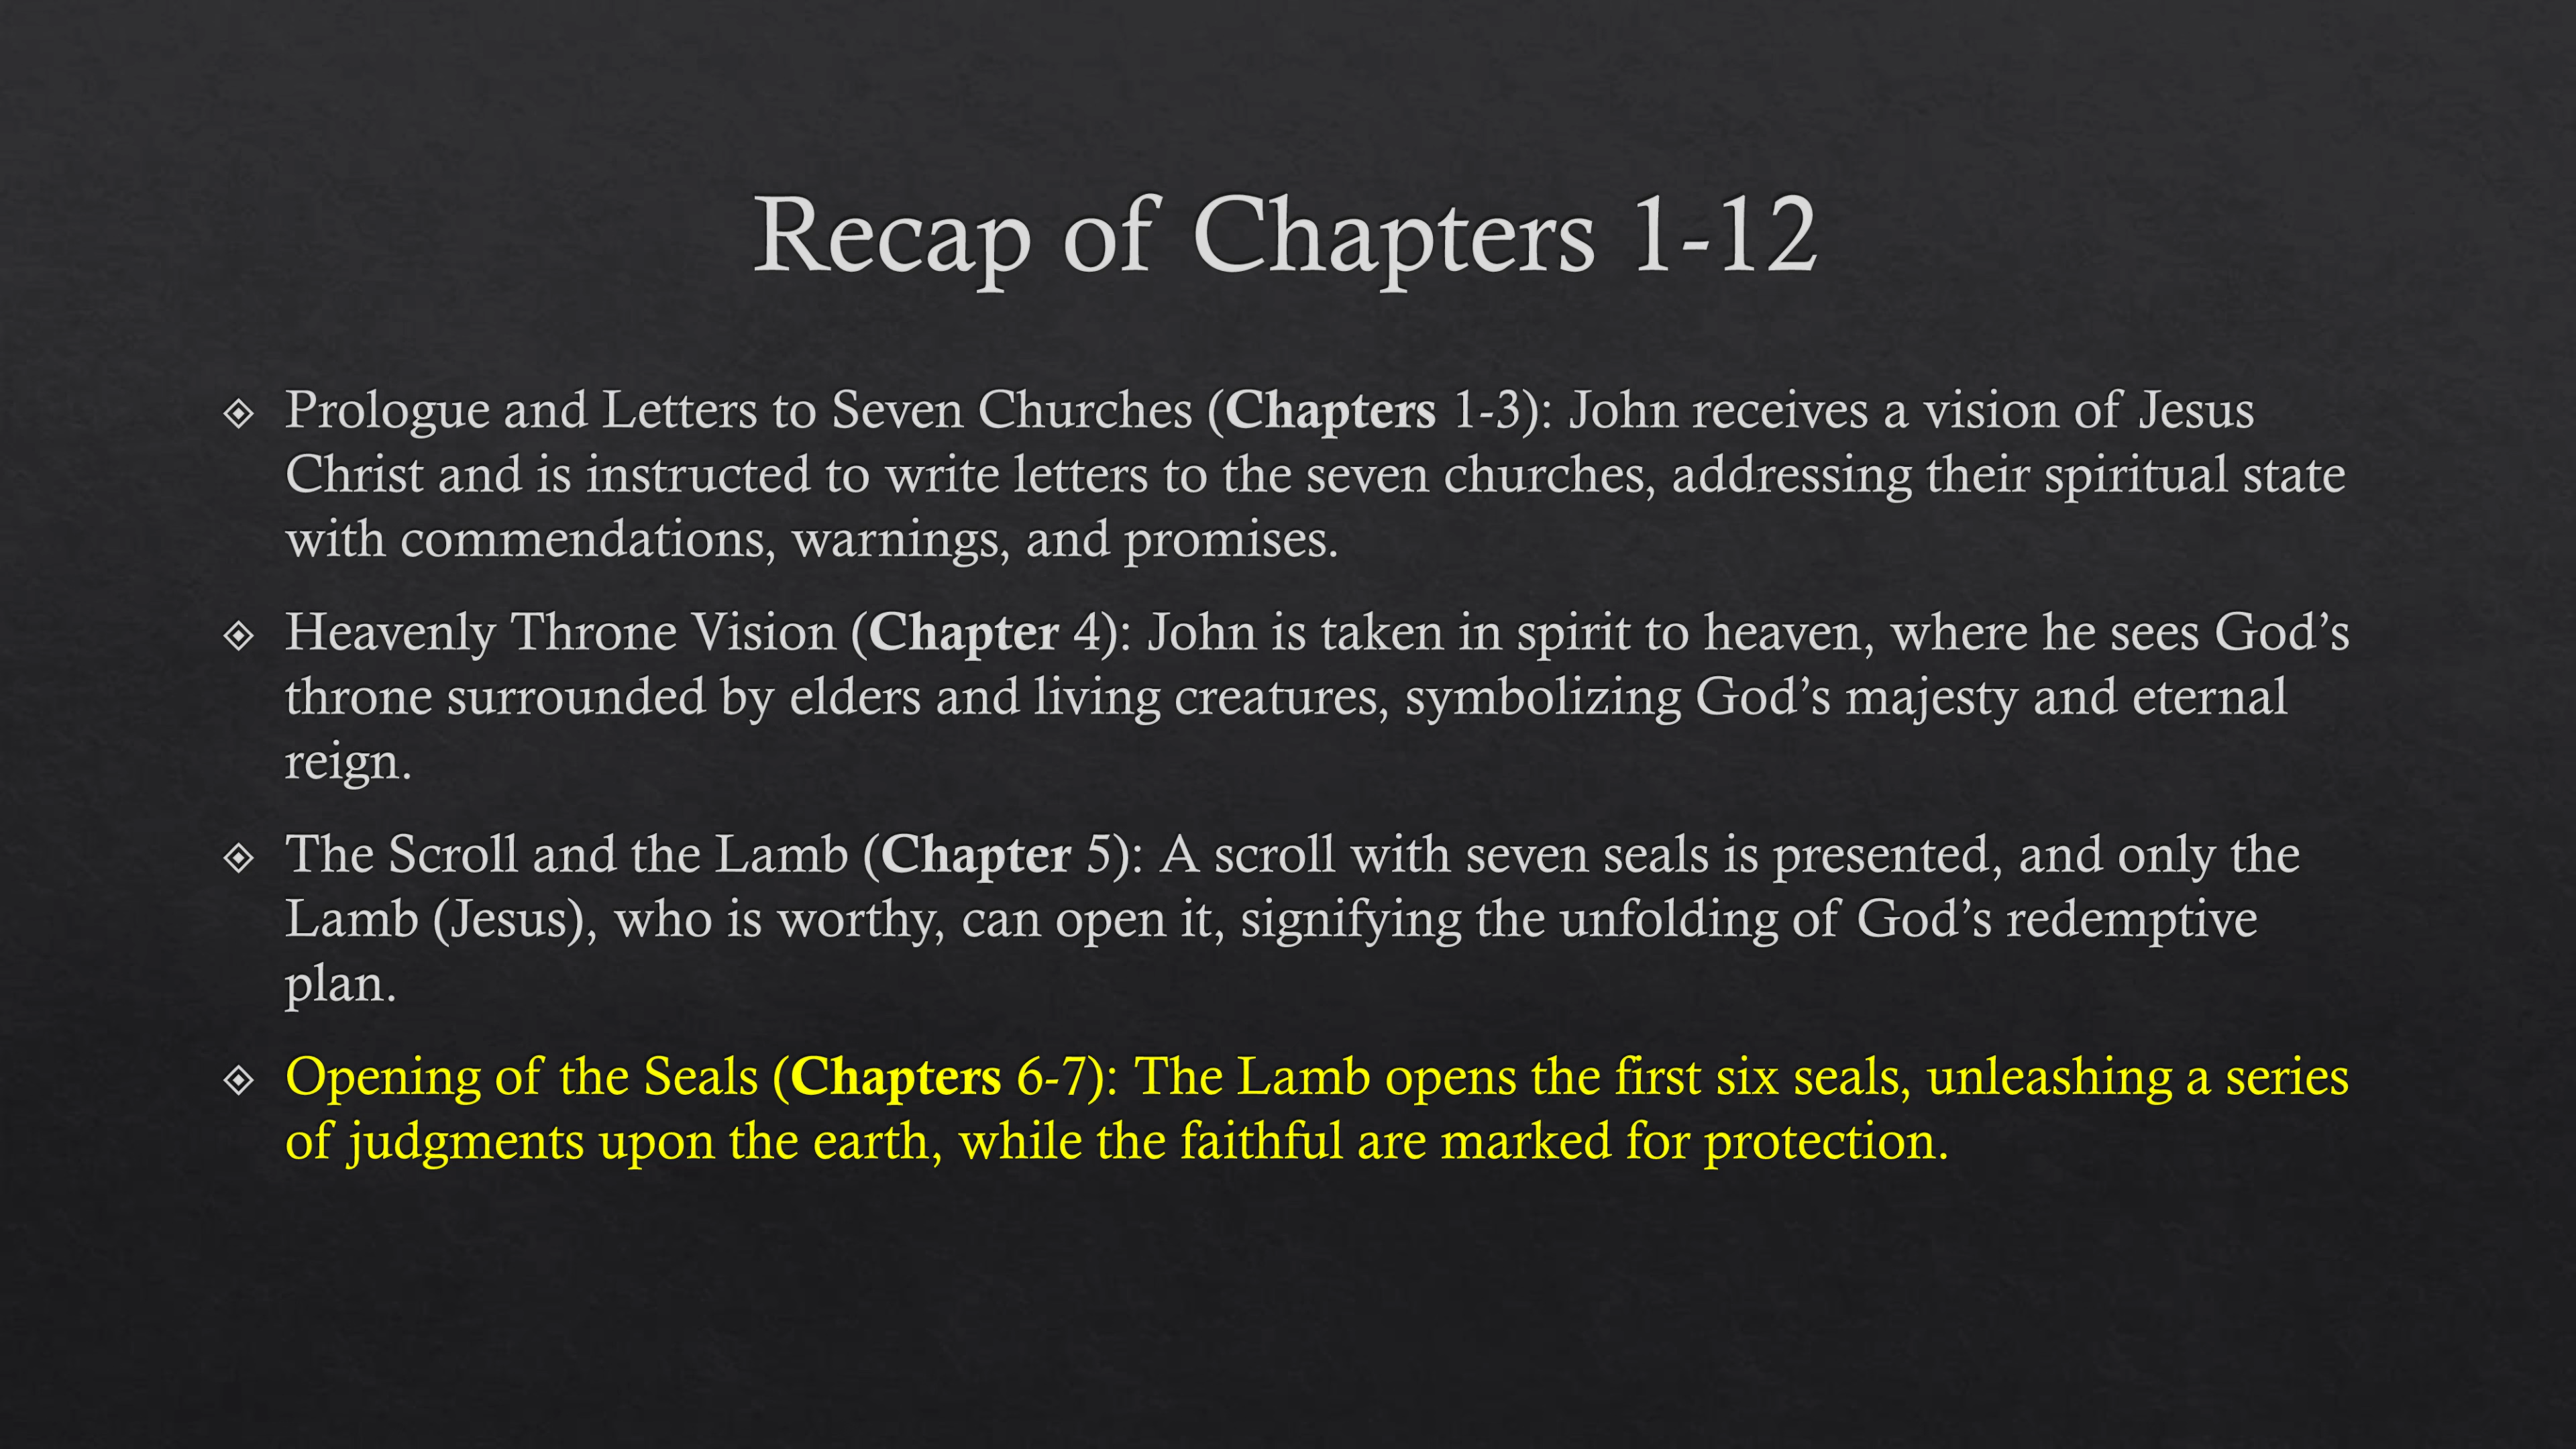 Recap of Chapters 1-12
Prologue and Letters to Seven Churches (Chapters 1-3): John receives a vision of Jesus
Christ and is instructed to write letters to the seven churches, addressing their spiritual state
with commendations, warnings, and promises.
Heavenly Throne Vision (Chapter 4): John is taken in spirit to heaven, where he sees God’s
throne surrounded by elders and living creatures, symbolizing God’s majesty and eternal
reign.
The Scroll and the Lamb (Chapter 5): A scroll with seven seals is presented, and only the
Lamb (Jesus), who is worthy, can open it, signifying the unfolding of God’s redemptive
plan.
Opening of the Seals (Chapters 6-7): The Lamb opens the first six seals, unleashing a series
of judgments upon the earth, while the faithful are marked for protection.